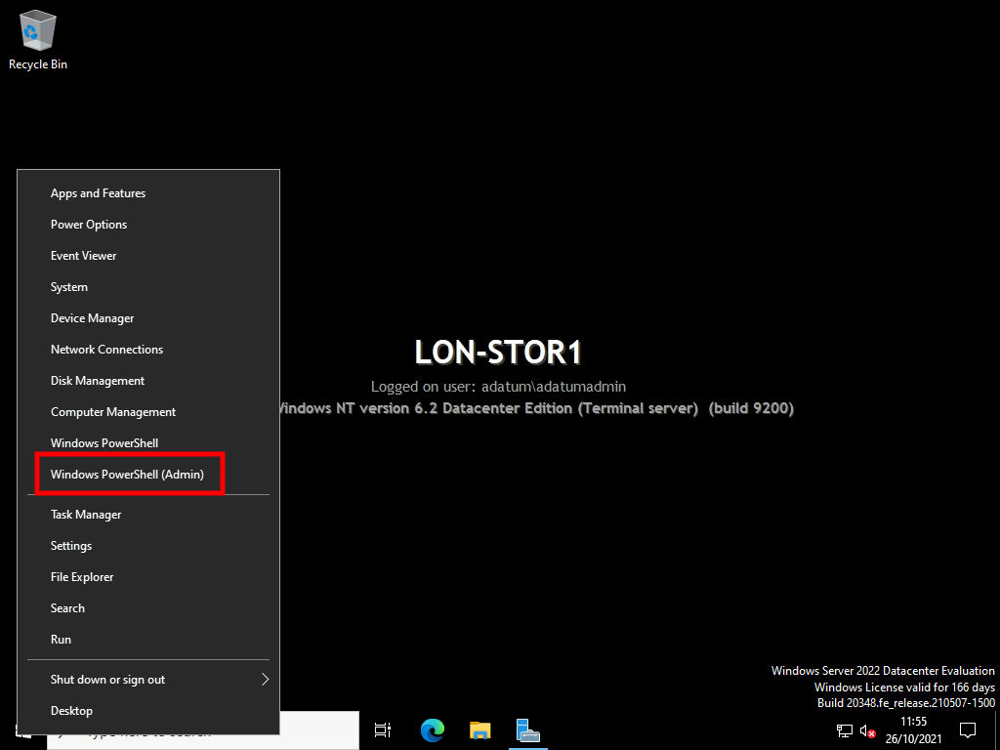 Recycle Bin
Apps and Features
Power Options
Event Viewer
System
Device Manager
Network Connections
Disk Management
Computer Management
Windows PowerShell
Windows PowerShell (Admin)
Task Manager
Settings
File Explorer
Search
Run
Shut down or sign out
Desktop
LON-STOR1
Logged on user: adatum\adatumadmin
Windows NT version 6.2 Datacenter Edition (Terminal server) (build 9200)
Windows Server 2022 Datacenter Evaluation
Windows License valid for 166 days
Build 20348.fe_release.210507-1500
11:55
26/10/2021